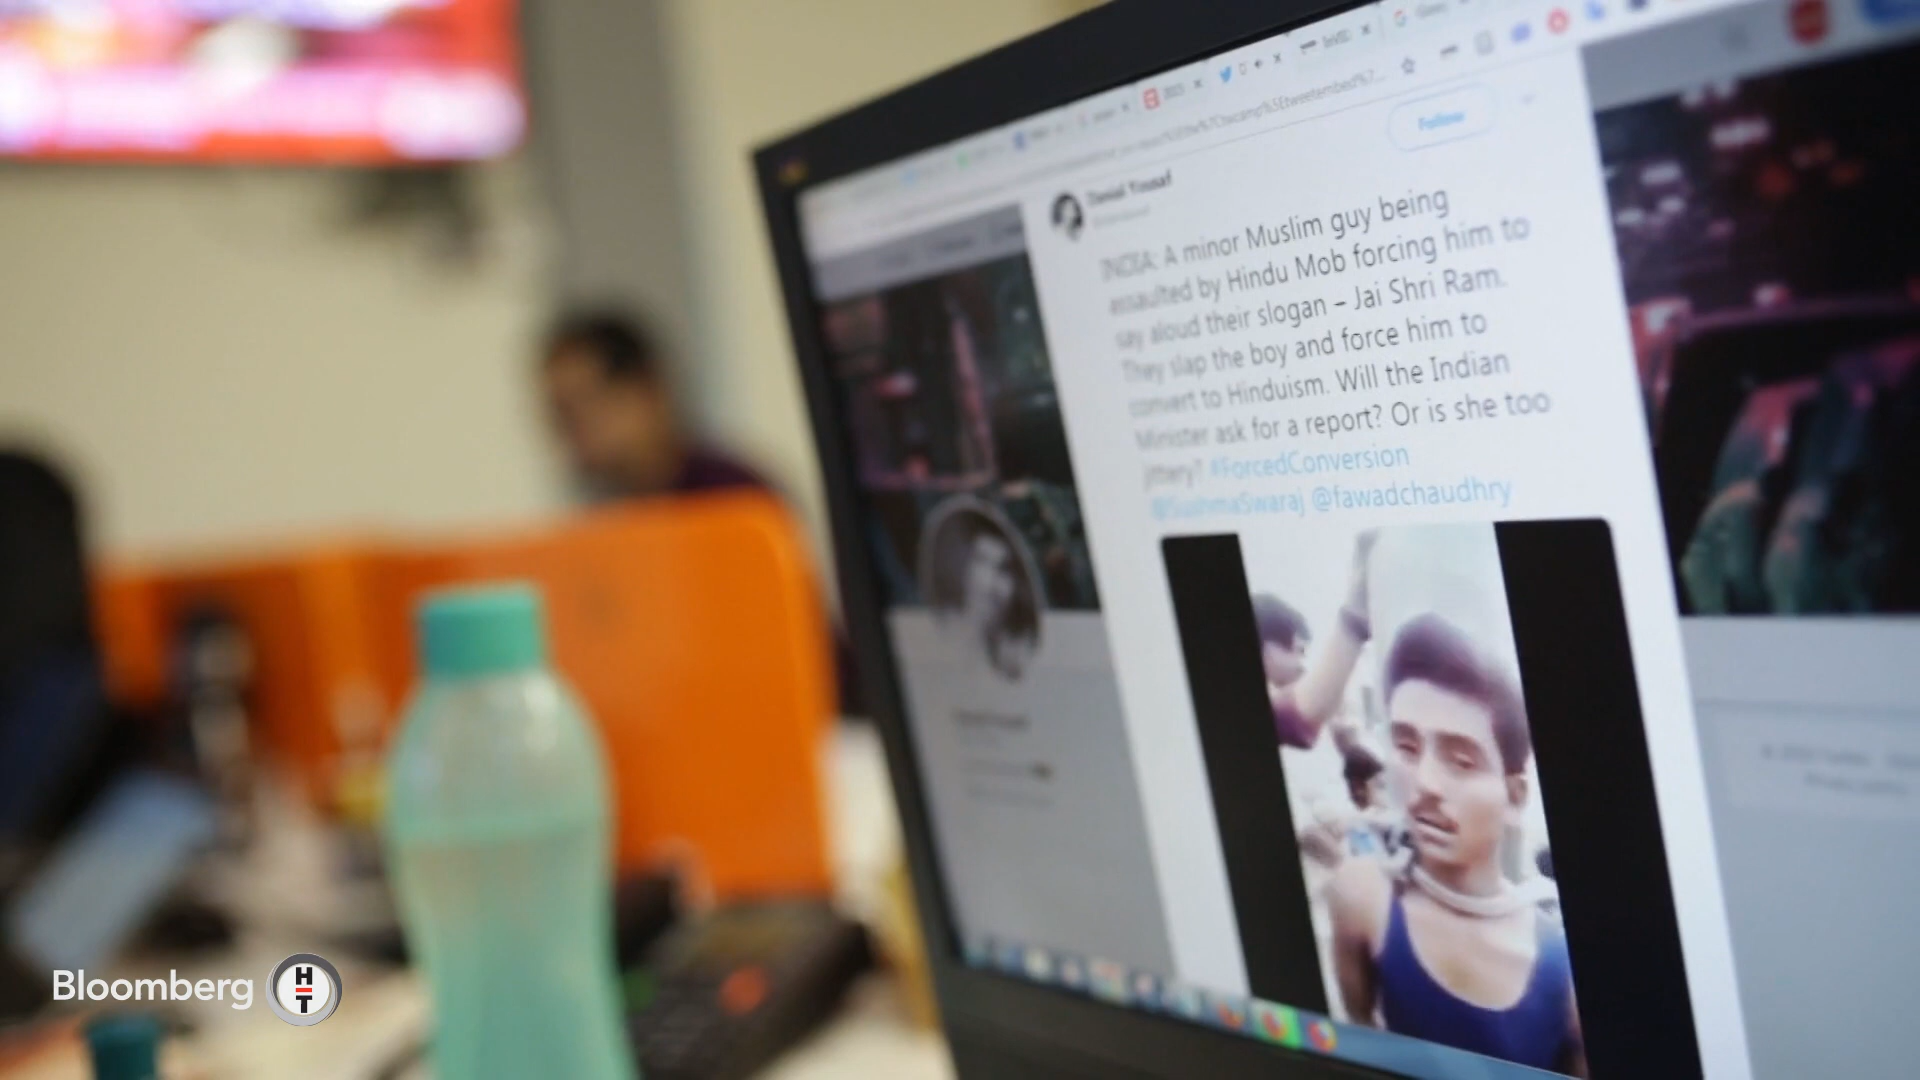 Follow
INDIA: A minor Muslim guy being
assaulted by Hindu Mob forcing him to
say aloud their slogan – Jai Shri Ram.
They slap the boy and force him to
convert to Hinduism. Will the Indian
Minister ask for a report? Or is she too
jittery? #ForcedConversion
@SushmaSwaraj @fawadchaudhry
Bloomberg HT